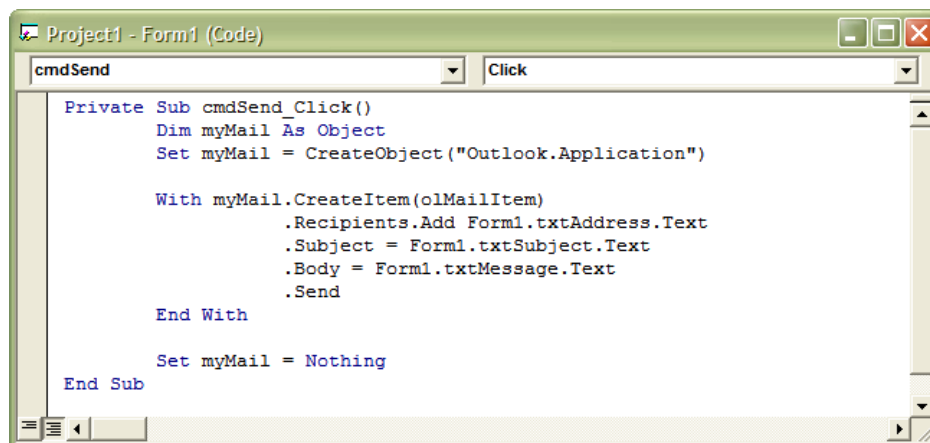 Project1 - Form1 (Code)
cmdSend Click
Private Sub cmdSend_Click()
Dim myMail As Object
Set myMail = CreateObject("Outlook.Application")
With myMail.CreateItem(olMailItem)
.Recipients.Add Form1.txtAddress.Text
.Subject = Form1.txtSubject.Text
.Body = Form1.txtMessage.Text
.Send
End With
Set myMail = Nothing
End Sub